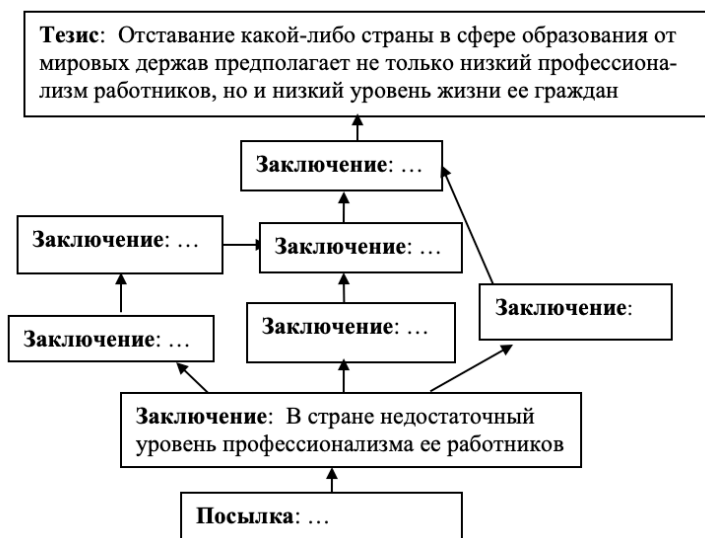 Тезис: Отставание какой-либо страны в сфере образования от
мировых держав предполагает не только низкий профессиона-
лизм работников, но и низкий уровень жизни ее граждан
Заключение: …
Заключение: …
Заключение: …
Заключение:
Заключение: …
Заключение: …
Заключение: В стране недостаточный
уровень профессионализма ее работников
Посылка: …